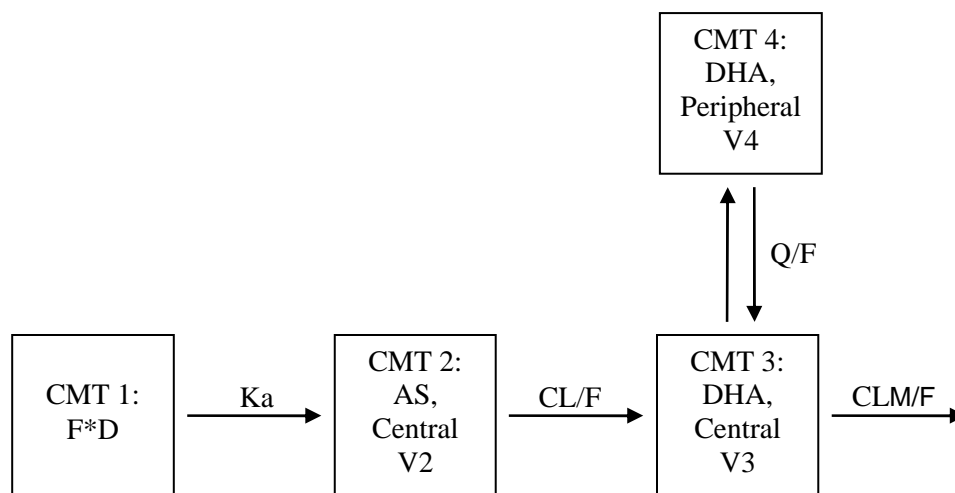 CMT 4:
DHA,
Peripheral
V4
Q/F
CMT 1:
F*D
Ka
CMT 2:
AS,
Central
V2
CL/F
CMT 3:
DHA,
Central
V3
CLM/F